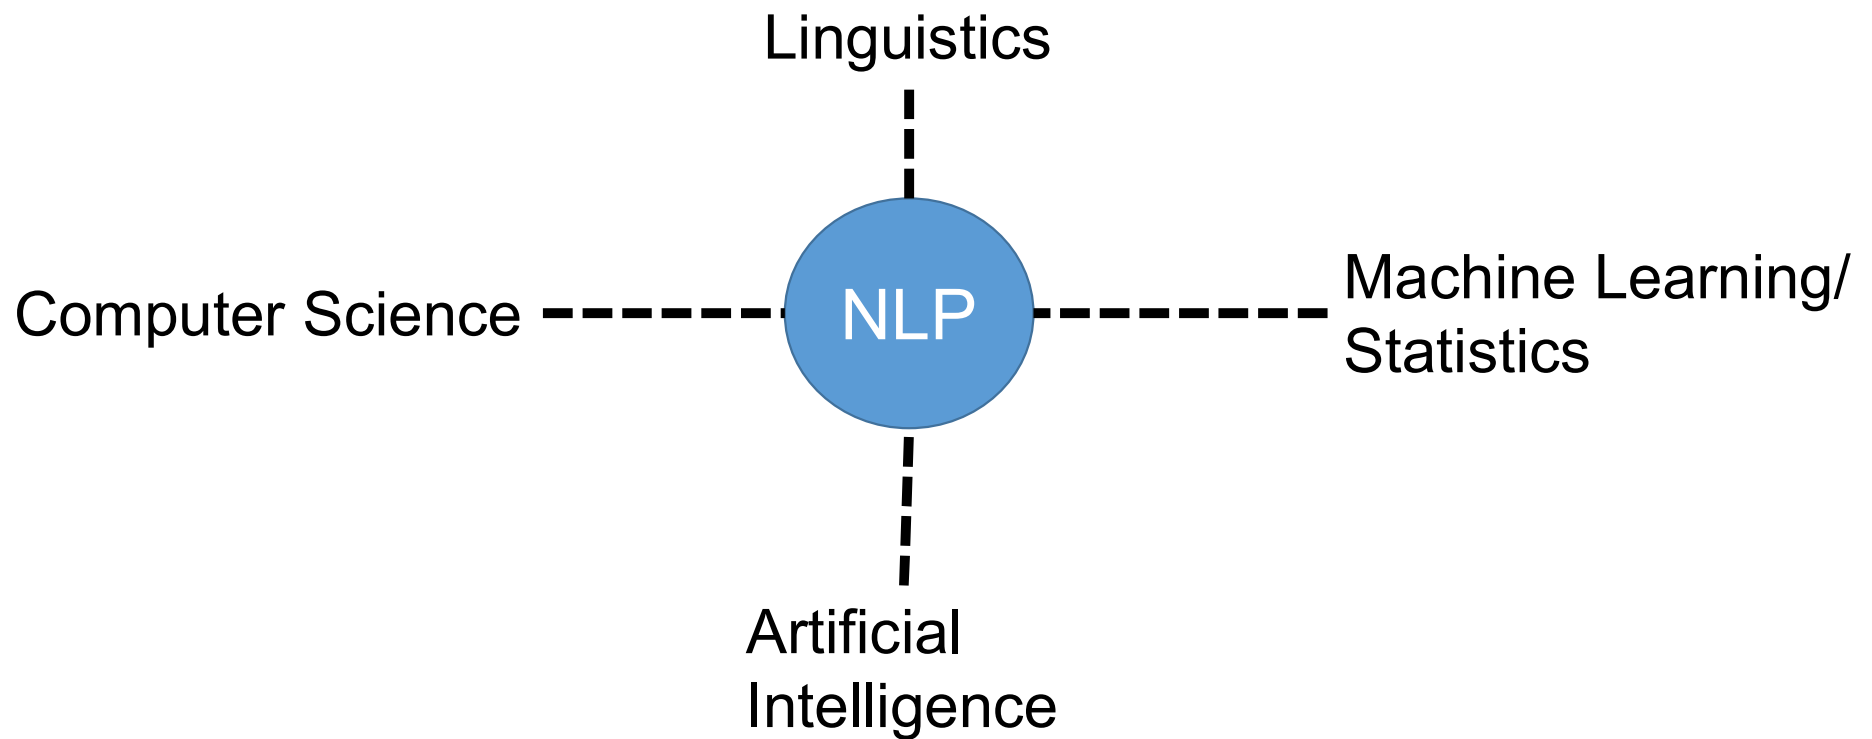 Linguistics
Computer Science
NLP
Machine Learning/
Statistics
Artificial
Intelligence